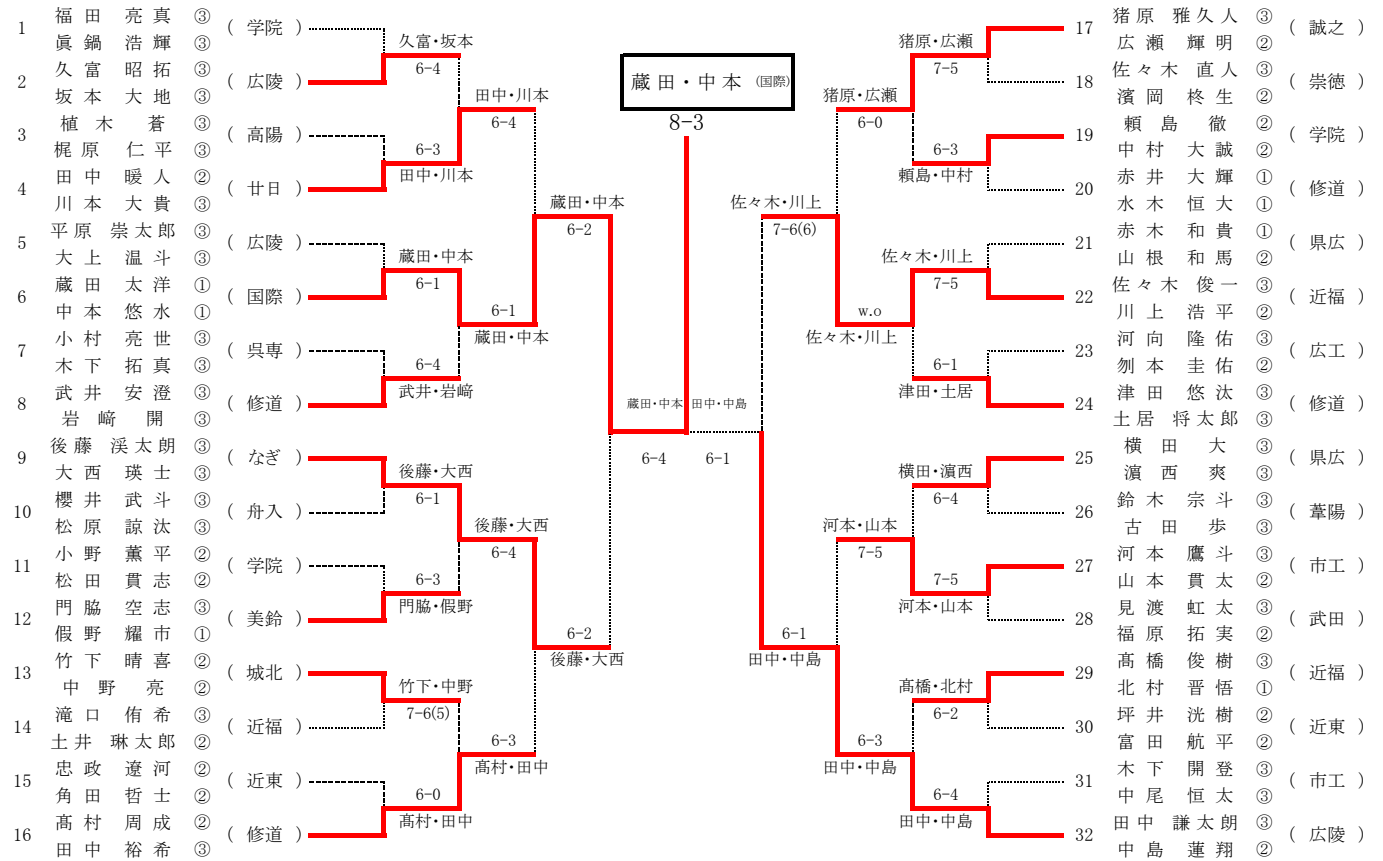 1 福田 亮真 ③ ( 学院 )
眞鍋 浩輝 ③
2 久富 昭拓 ③ ( 広陵 )
坂本 大地 ③
3 植木 蒼 ③ ( 高陽 )
梶原 仁平 ③
4 田中 暖人 ② ( 廿日 )
川本 大貴 ③
5 平原 崇太郎 ③ ( 広陵 )
大上 温斗 ③
6 蔵田 太洋 ① ( 国際 )
中本 悠水 ①
7 小村 亮世 ③ ( 呉専 )
木下 拓真 ③
8 武井 安澄 ③ ( 修道 )
岩﨑 開 ③
9 後藤 渓太朗 ③ ( なぎ )
大西 瑛士 ③
10 櫻井 武斗 ③ ( 舟入 )
松原 諒汰 ③
11 小野 薫平 ② ( 学院 )
松田 貫志 ②
12 門脇 空志 ③ ( 美鈴 )
假野 耀市 ①
13 竹下 晴喜 ② ( 城北 )
中野 亮 ②
14 滝口 侑希 ③ ( 近福 )
土井 琳太郎 ②
15 忠政 遼河 ② ( 近東 )
角田 哲士 ②
16 髙村 周成 ② ( 修道 )
田中 裕希 ③
久富・坂本
6-4
6-3
田中・川本
蔵田・中本
6-1
6-4
武井・岩﨑
後藤・大西
6-1
6-3
門脇・假野
竹下・中野
7-6(5)
6-0
髙村・田中
田中・川本
6-4
6-1
蔵田・中本
後藤・大西
6-4
6-3
髙村・田中
蔵田・中本
6-2
6-2
後藤・大西
蔵田・中本 (国際)
8-3
蔵田・中本 田中・中島
6-4 6-1
佐々木・川上
7-6(6)
6-1
田中・中島
猪原・広瀬
6-0
w.o
佐々木・川上
河本・山本
7-5
6-3
田中・中島
猪原・広瀬
7-5
6-3
頼島・中村
佐々木・川上
7-5
6-1
津田・土居
横田・濵西
6-4
7-5
河本・山本
髙橋・北村
6-2
6-4
田中・中島
17 猪原 雅久人 ③ ( 誠之 )
広瀬 輝明 ②
18 佐々木 直人 ③ ( 崇徳 )
濱岡 柊生 ②
19 頼島 徹 ② ( 学院 )
中村 大誠 ②
20 赤井 大輝 ① ( 修道 )
水木 恒大 ①
21 赤木 和貴 ① ( 県広 )
山根 和馬 ②
22 佐々木 俊一 ③ ( 近福 )
川上 浩平 ②
23 河向 隆佑 ③ ( 広工 )
刎本 圭佑 ②
24 津田 悠汰 ③ ( 修道 )
土居 将太郎 ③
25 横田 大 ③ ( 県広 )
濵西 爽 ③
26 鈴木 宗斗 ③ ( 葦陽 )
古田 歩 ③
27 河本 鷹斗 ③ ( 市工 )
山本 貫太 ②
28 見渡 虹太 ③ ( 武田 )
福原 拓実 ②
29 髙橋 俊樹 ③ ( 近福 )
北村 晋悟 ①
30 坪井 洸樹 ② ( 近東 )
富田 航平 ②
31 木下 開登 ③ ( 市工 )
中尾 恒太 ③
32 田中 謙太朗 ③ ( 広陵 )
中島 蓮翔 ②